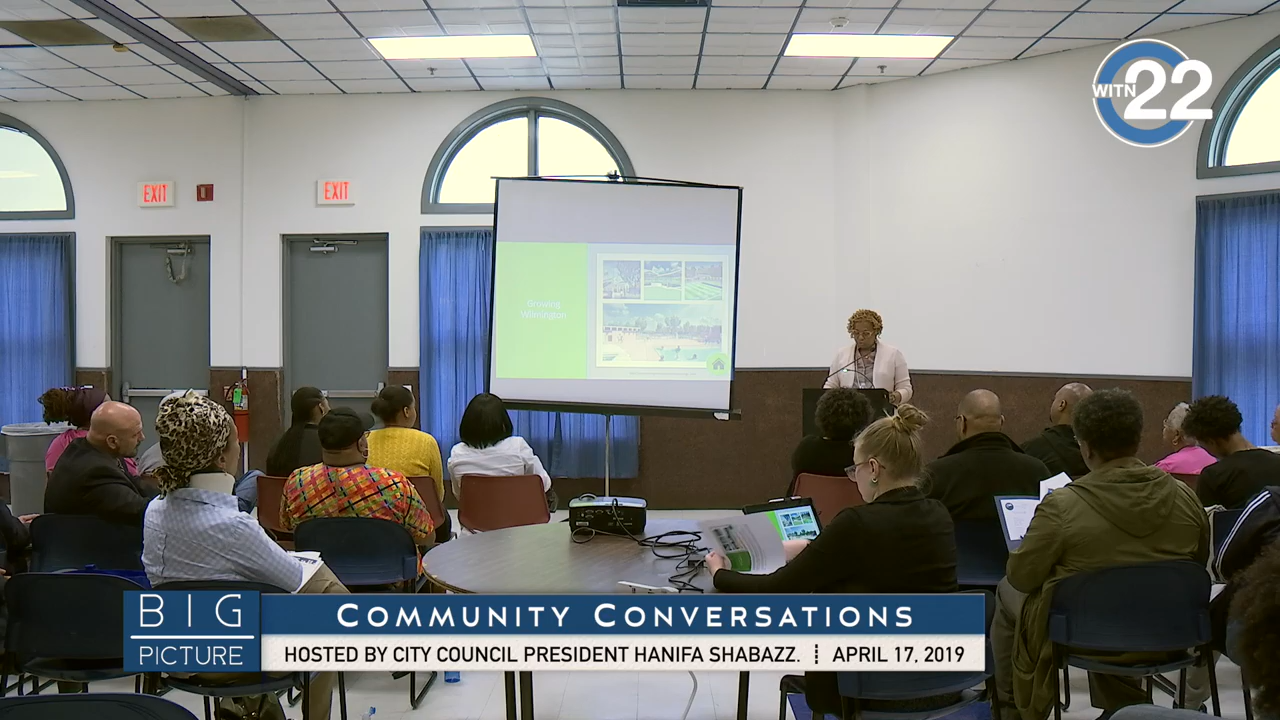 WITN 22
EXIT
EXIT
Growing
Wilmington
BIG
PICTURE
COMMUNITY CONVERSATIONS
HOSTED BY CITY COUNCIL PRESIDENT HANIFA SHABAZZ. ┋ APRIL 17, 2019